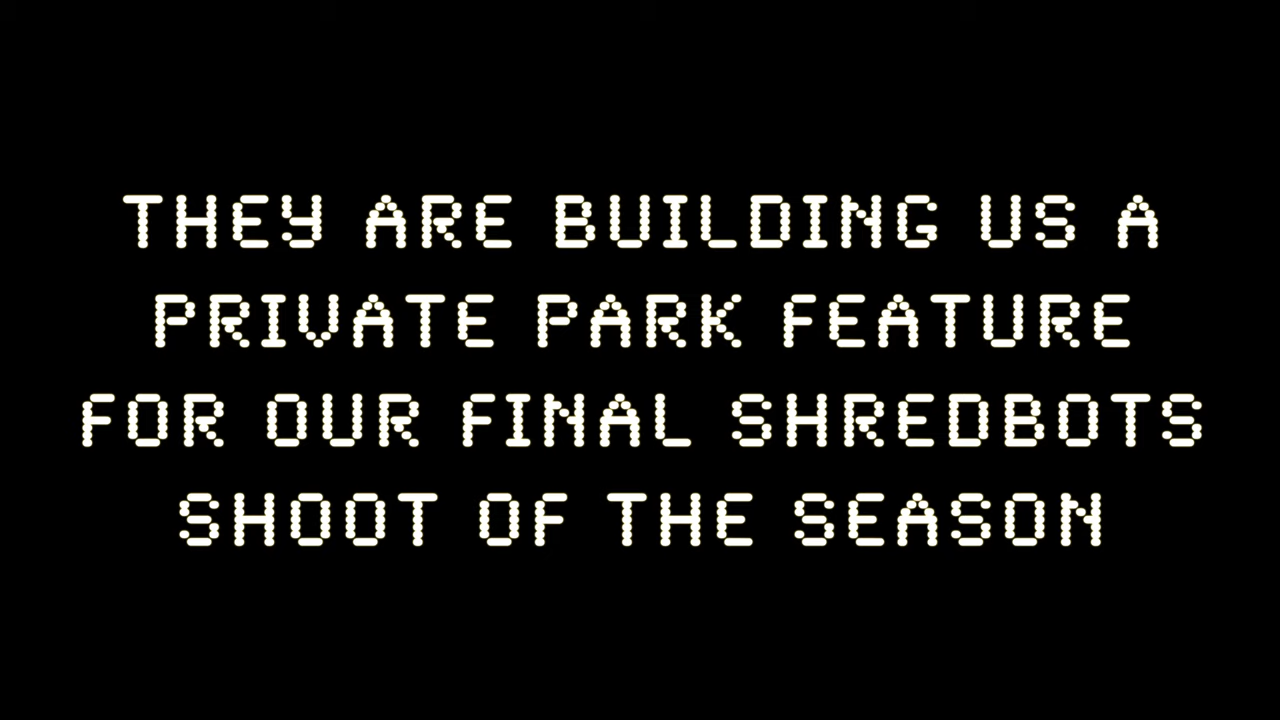 THEY ARE BUILDING US A
PRIVATE PARK FEATURE
FOR OUR FINAL SHREDBOTS
SHOOT OF THE SEASON